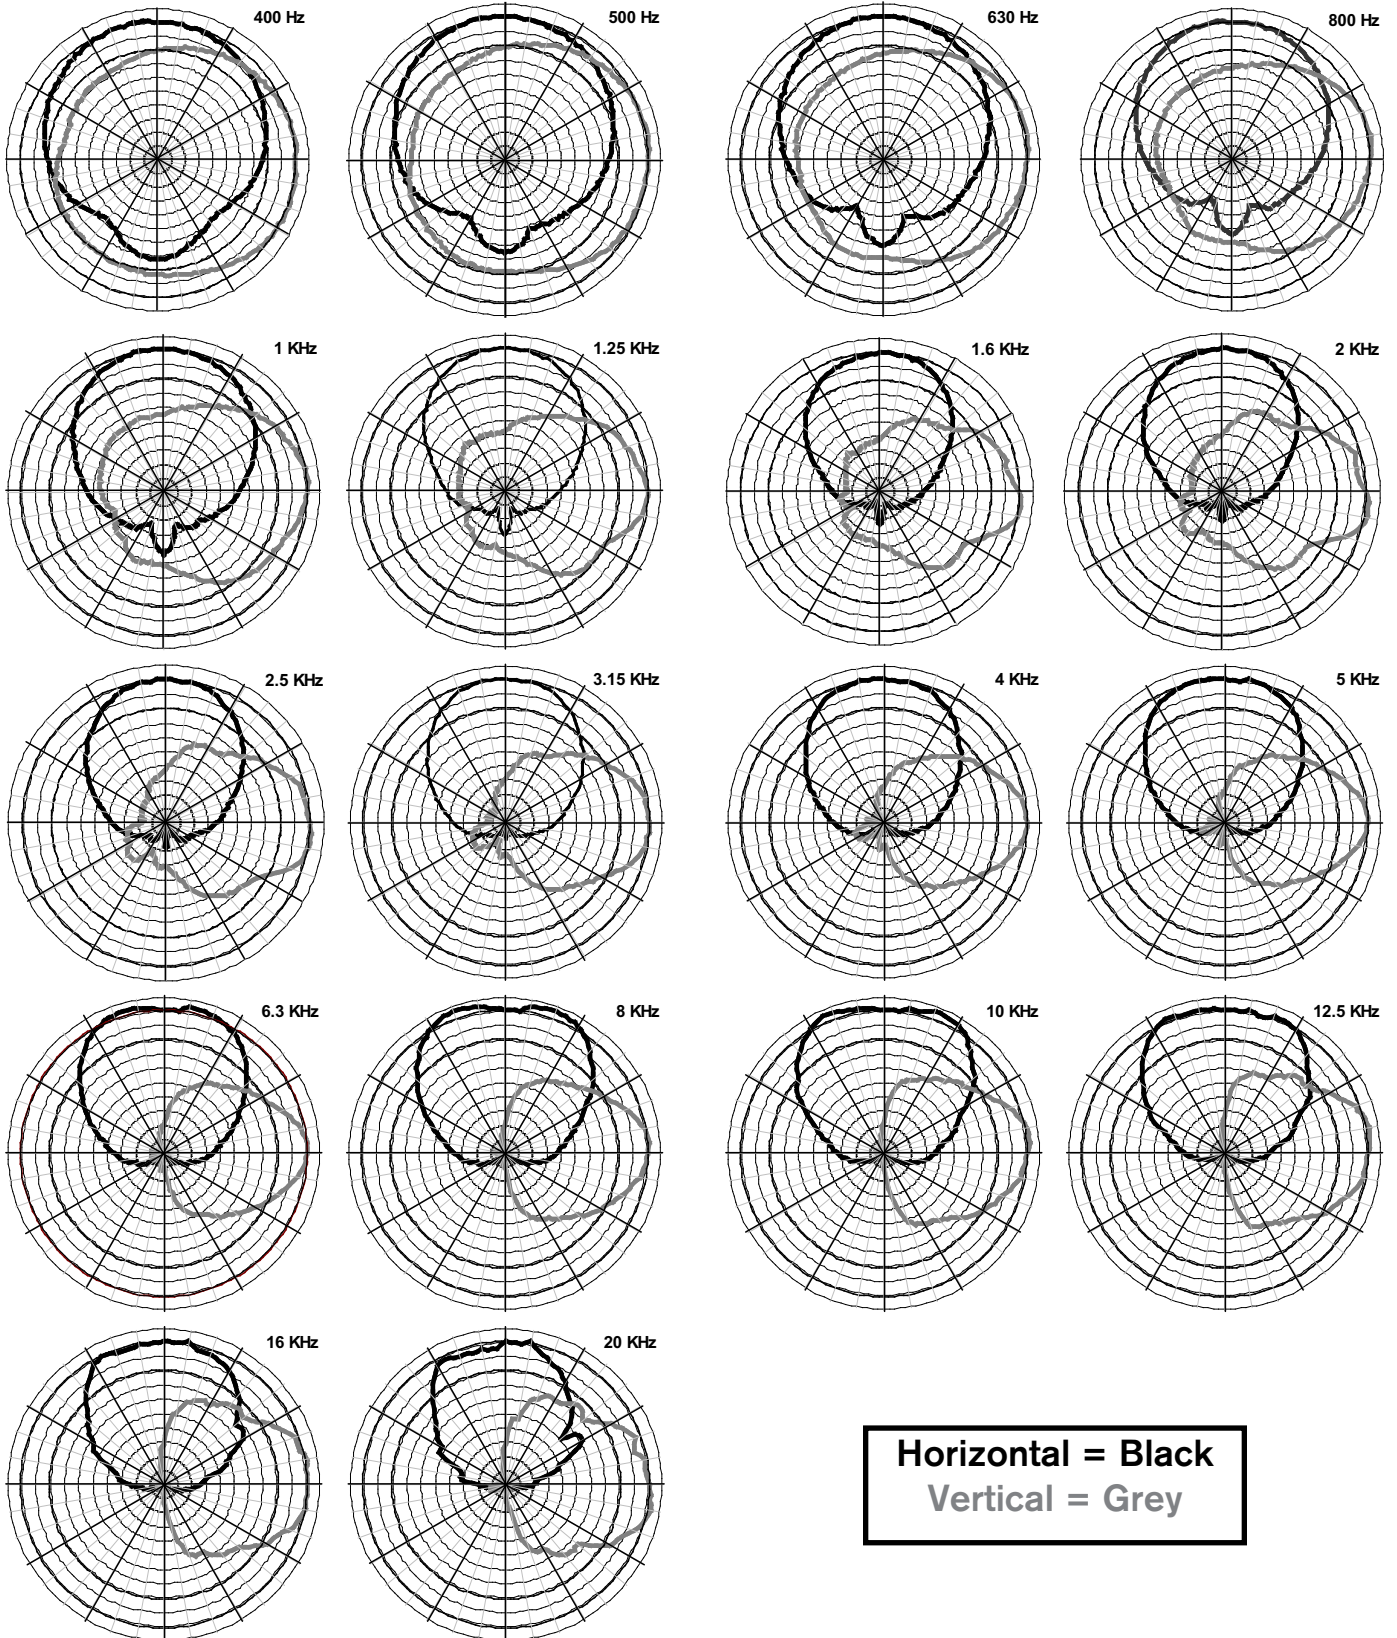 400 Hz
500 Hz
630 Hz
800 Hz
1 KHz
1.25 KHz
1.6 KHz
2 KHz
2.5 KHz
3.15 KHz
4 KHz
5 KHz
6.3 KHz
8 KHz
10 KHz
12.5 KHz
16 KHz
20 KHz
Horizontal = Black
Vertical = Grey